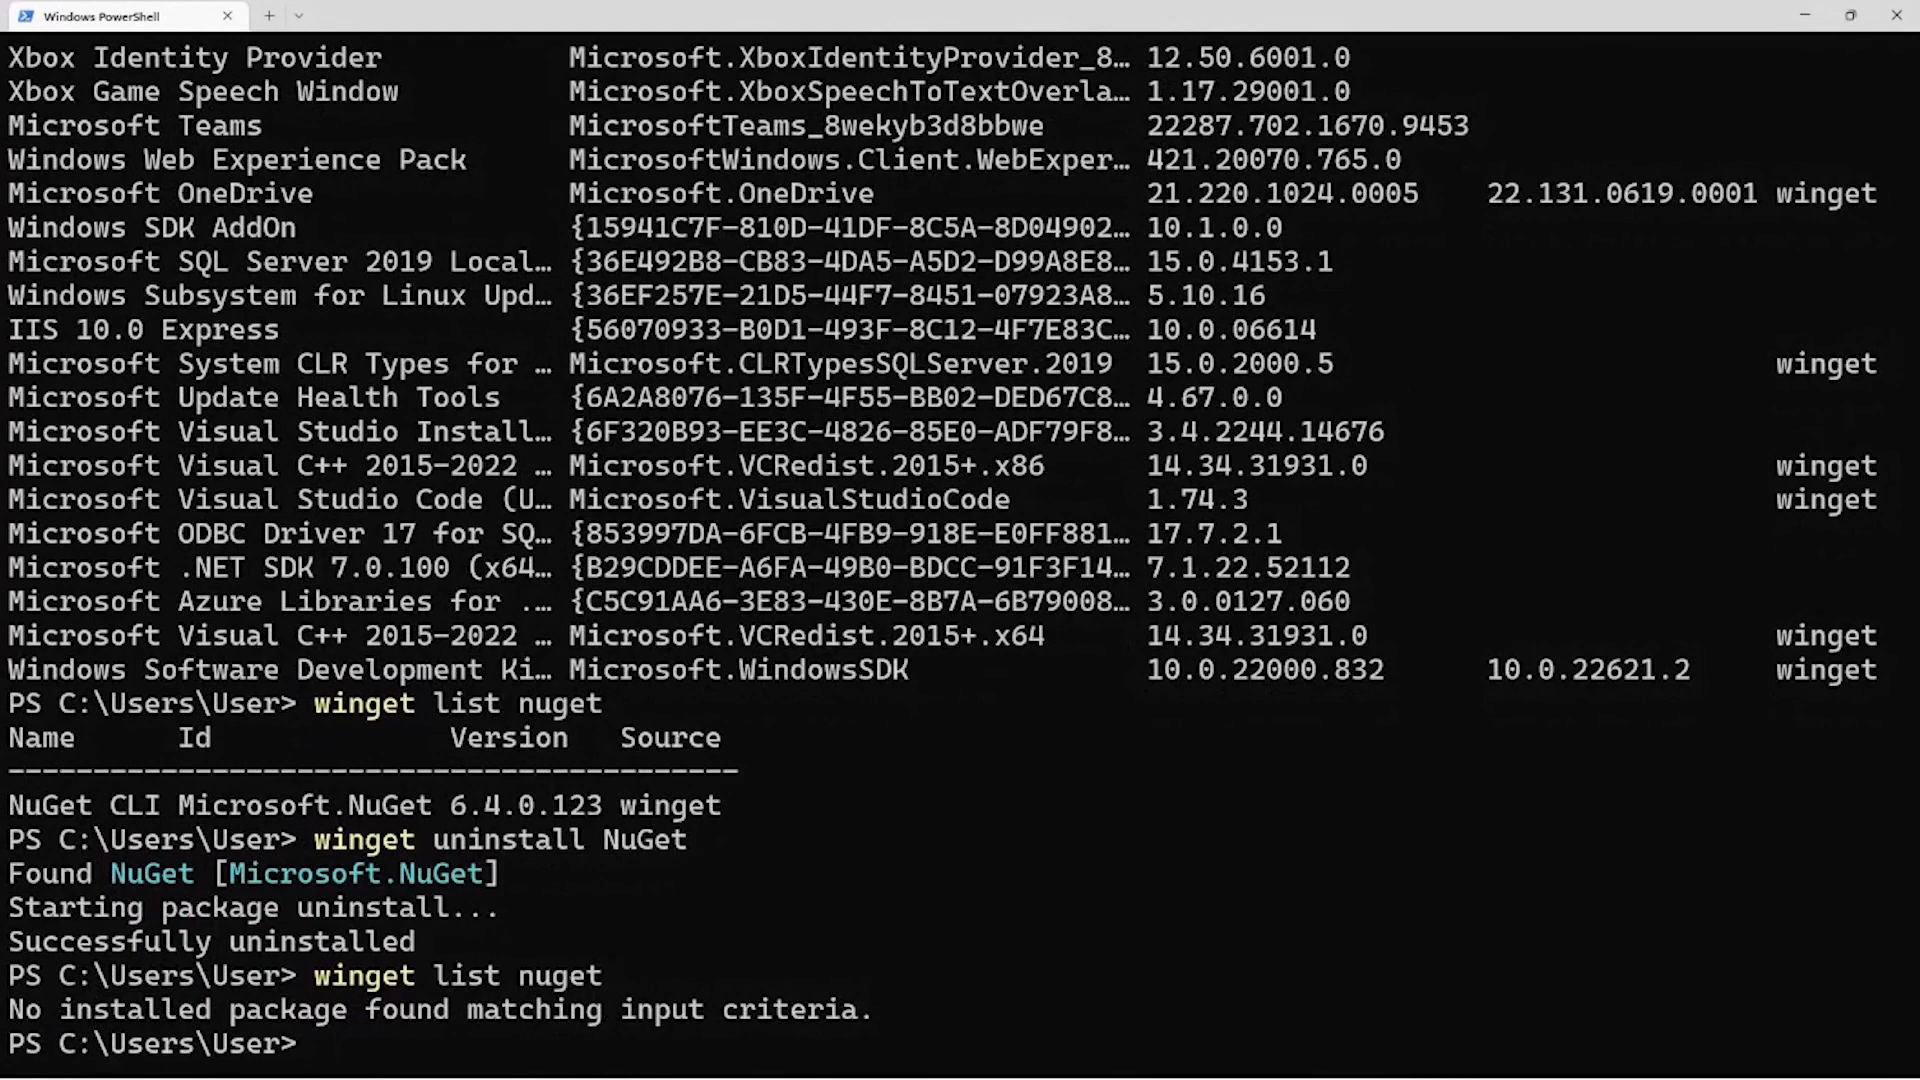 Windows PowerShell
Xbox Identity Provider Microsoft.XboxIdentityProvider_8… 12.50.6001.0
Xbox Game Speech Window Microsoft.XboxSpeechToTextOverla… 1.17.29001.0
Microsoft Teams MicrosoftTeams_8wekyb3d8bbwe 22287.702.1670.9453
Windows Web Experience Pack MicrosoftWindows.Client.WebExper… 421.20070.765.0
Microsoft OneDrive Microsoft.OneDrive 21.220.1024.0005 22.131.0619.0001 winget
Windows SDK AddOn {15941C7F-810D-41DF-8C5A-8D04902… 10.1.0.0
Microsoft SQL Server 2019 Local… {36E492B8-CB83-4DA5-A5D2-D99A8E8… 15.0.4153.1
Windows Subsystem for Linux Upd… {36EF257E-21D5-44F7-8451-07923A8… 5.10.16
IIS 10.0 Express {56070933-B0D1-493F-8C12-4F7E83C… 10.0.06614
Microsoft System CLR Types for … Microsoft.CLRTypesSQLServer.2019 15.0.2000.5 winget
Microsoft Update Health Tools {6A2A8076-135F-4F55-BB02-DED67C8… 4.67.0.0
Microsoft Visual Studio Install… {6F320B93-EE3C-4826-85E0-ADF79F8… 3.4.2244.14676
Microsoft Visual C++ 2015-2022 … Microsoft.VCRedist.2015+.x86 14.34.31931.0 winget
Microsoft Visual Studio Code (U… Microsoft.VisualStudioCode 1.74.3 winget
Microsoft ODBC Driver 17 for SQ… {853997DA-6FCB-4FB9-918E-E0FF881… 17.7.2.1
Microsoft .NET SDK 7.0.100 (x64… {B29CDDEE-A6FA-49B0-BDCC-91F3F14… 7.1.22.52112
Microsoft Azure Libraries for .… {C5C91AA6-3E83-430E-8B7A-6B79008… 3.0.0127.060
Microsoft Visual C++ 2015-2022 … Microsoft.VCRedist.2015+.x64 14.34.31931.0 winget
Windows Software Development Ki… Microsoft.WindowsSDK 10.0.22000.832 10.0.22621.2 winget
PS C:\Users\User> winget list nuget
Name Id Version Source
-------------------------------------------
NuGet CLI Microsoft.NuGet 6.4.0.123 winget
PS C:\Users\User> winget uninstall NuGet
Found NuGet [Microsoft.NuGet]
Starting package uninstall...
Successfully uninstalled
PS C:\Users\User> winget list nuget
No installed package found matching input criteria.
PS C:\Users\User>